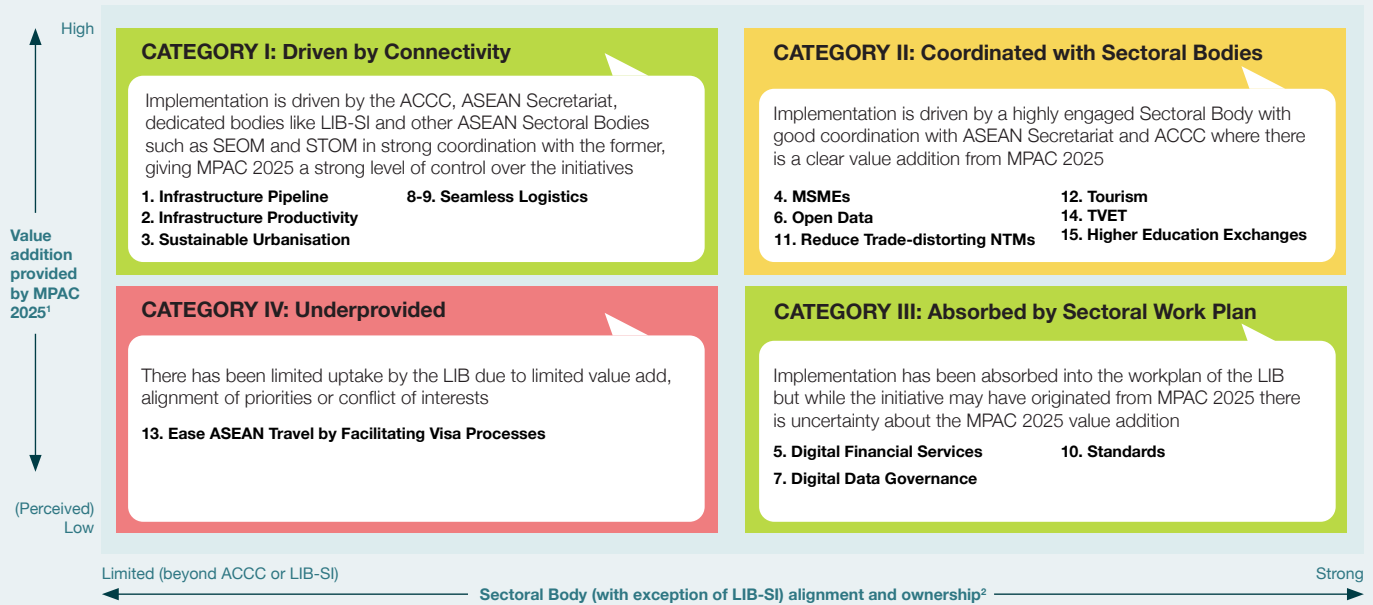 High
Value
addition
provided
by MPAC
2025¹
(Perceived)
Low
CATEGORY I: Driven by Connectivity
Implementation is driven by the ACCC, ASEAN Secretariat,
dedicated bodies like LIB-SI and other ASEAN Sectoral Bodies
such as SEOM and STOM in strong coordination with the former,
giving MPAC 2025 a strong level of control over the initiatives
1. Infrastructure Pipeline
2. Infrastructure Productivity
3. Sustainable Urbanisation
8-9. Seamless Logistics
CATEGORY II: Coordinated with Sectoral Bodies
Implementation is driven by a highly engaged Sectoral Body with
good coordination with ASEAN Secretariat and ACCC where there
is a clear value addition from MPAC 2025
4. MSMEs
6. Open Data
11. Reduce Trade-distorting NTMs
12. Tourism
14. TVET
15. Higher Education Exchanges
CATEGORY IV: Underprovided
There has been limited uptake by the LIB due to limited value add,
alignment of priorities or conflict of interests
13. Ease ASEAN Travel by Facilitating Visa Processes
CATEGORY III: Absorbed by Sectoral Work Plan
Implementation has been absorbed into the workplan of the LIB
but while the initiative may have originated from MPAC 2025 there
is uncertainty about the MPAC 2025 value addition
5. Digital Financial Services
7. Digital Data Governance
10. Standards
Limited (beyond ACCC or LIB-SI)
Strong
Sectoral Body (with exception of LIB-SI) alignment and ownership²